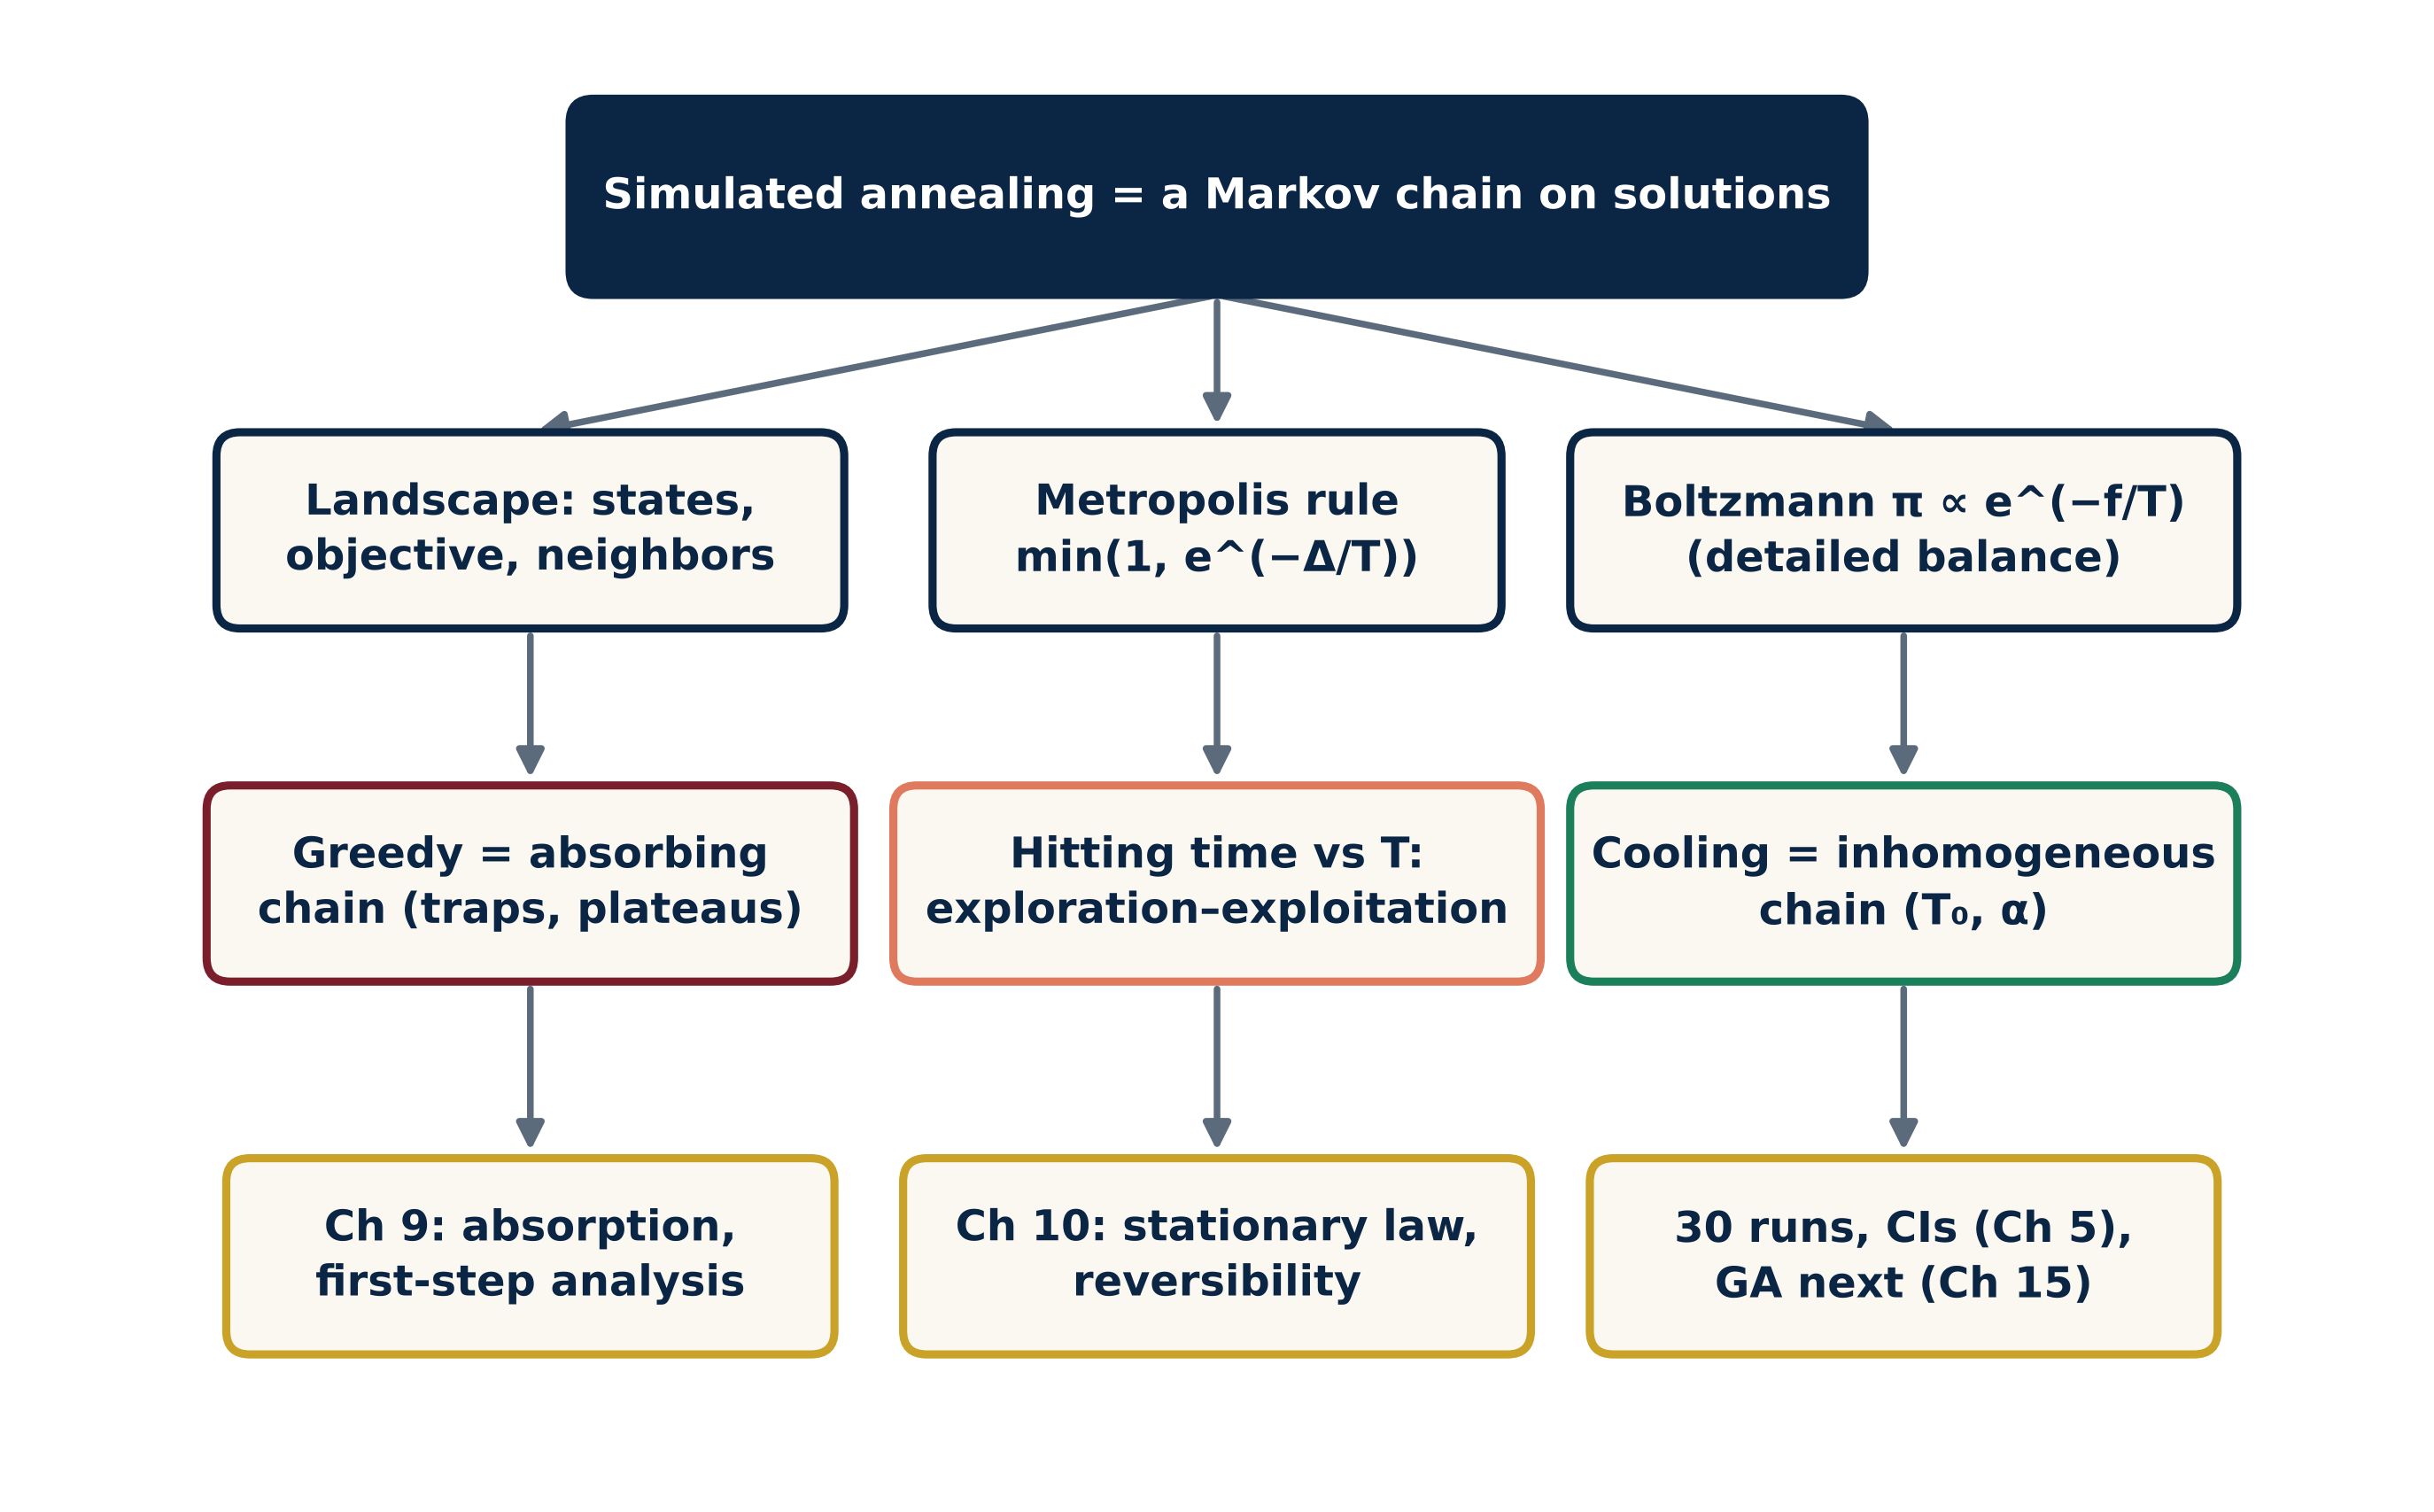 Simulated annealing = a Markov chain on solutions
Landscape: states,
objective, neighbors
Metropolis rule
min(1, e^(−Δ/T))
Boltzmann π ∝ e^(−f/T)
(detailed balance)
Greedy = absorbing
chain (traps, plateaus)
Hitting time vs T:
exploration–exploitation
Cooling = inhomogeneous
chain (T₀, α)
Ch 9: absorption,
first-step analysis
Ch 10: stationary law,
reversibility
30 runs, CIs (Ch 5),
GA next (Ch 15)